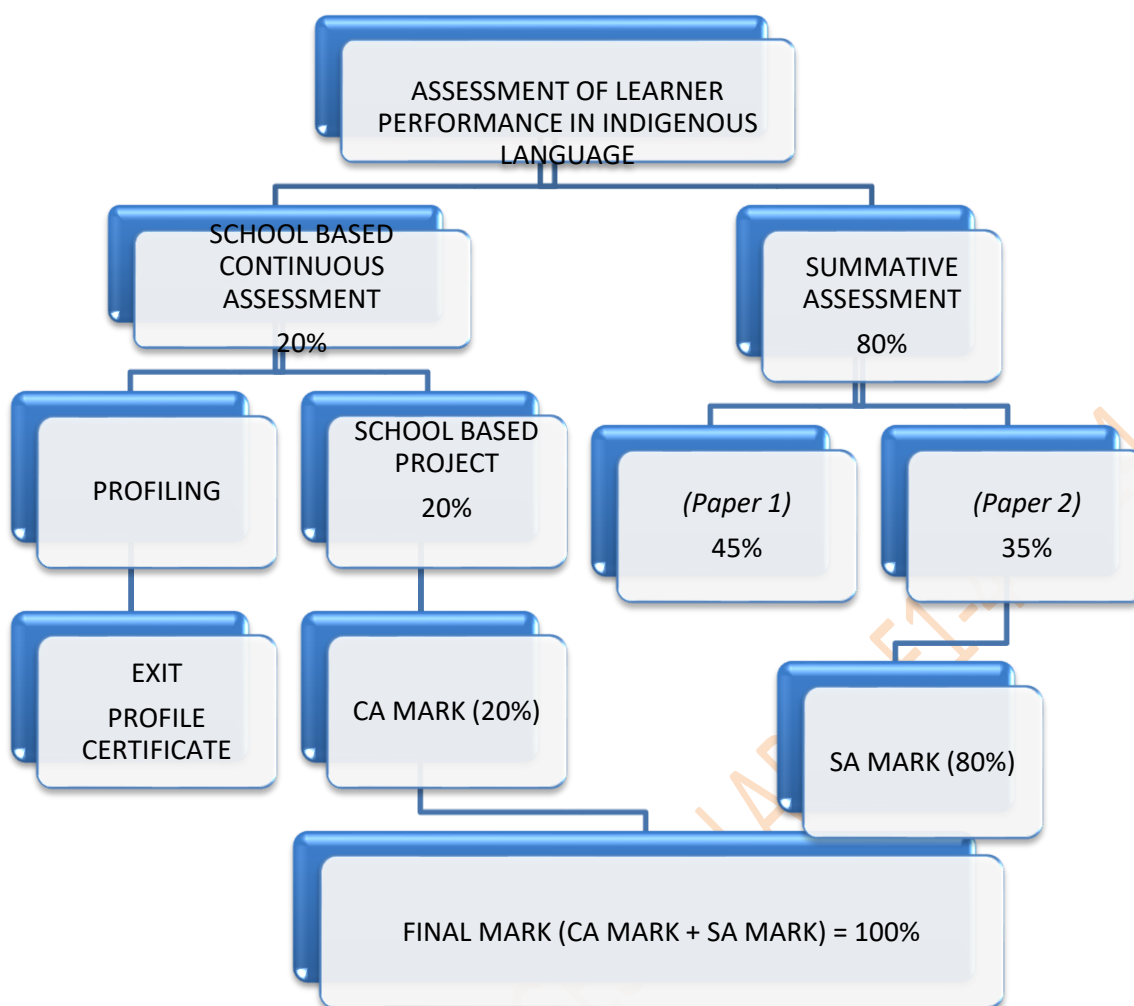 ASSESSMENT OF LEARNER
PERFORMANCE IN INDIGENOUS
LANGUAGE
SCHOOL BASED
CONTINUOUS
ASSESSMENT
20%
SUMMATIVE
ASSESSMENT
80%
PROFILING
SCHOOL BASED
PROJECT
20%
(Paper 1)
45%
(Paper 2)
35%
EXIT
PROFILE
CERTIFICATE
CA MARK (20%)
SA MARK (80%)
FINAL MARK (CA MARK + SA MARK) = 100%